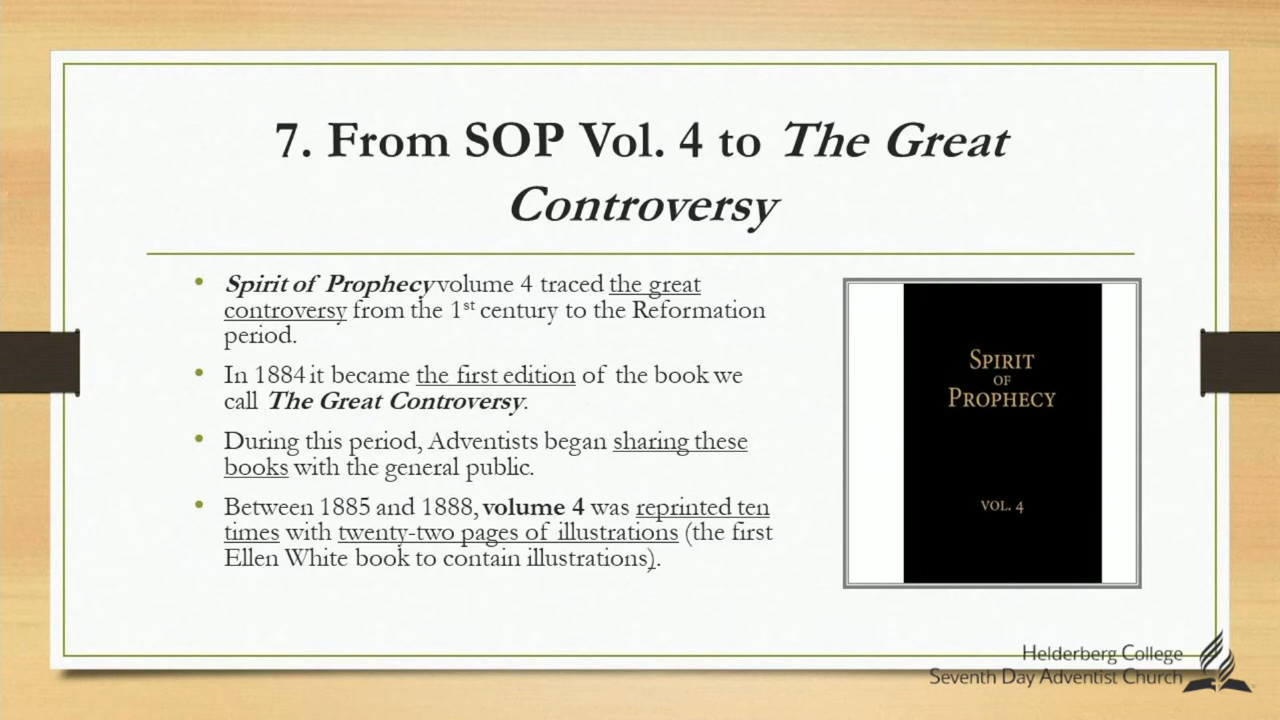 7. From SOP Vol. 4 to The Great
Controversy
• Spirit of Prophecy volume 4 traced the great
controversy from the 1st century to the Reformation
period.
• In 1884 it became the first edition of the book we
call The Great Controversy.
• During this period, Adventists began sharing these
books with the general public.
• Between 1885 and 1888, volume 4 was reprinted ten
times with twenty-two pages of illustrations (the first
Ellen White book to contain illustrations).
SPIRIT
OF
PROPHECY
VOL. 4
Helderberg College
Seventh Day Adventist Church